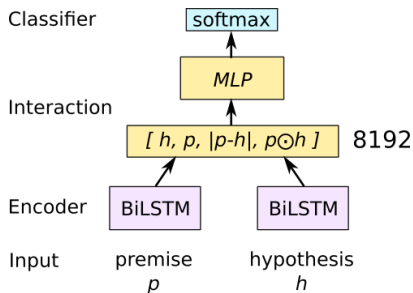 Classifier softmax
MLP
Interaction
[ h, p, |p-h|, p⊙h ] 8192
Encoder BiLSTM BiLSTM
Input premise hypothesis
p h